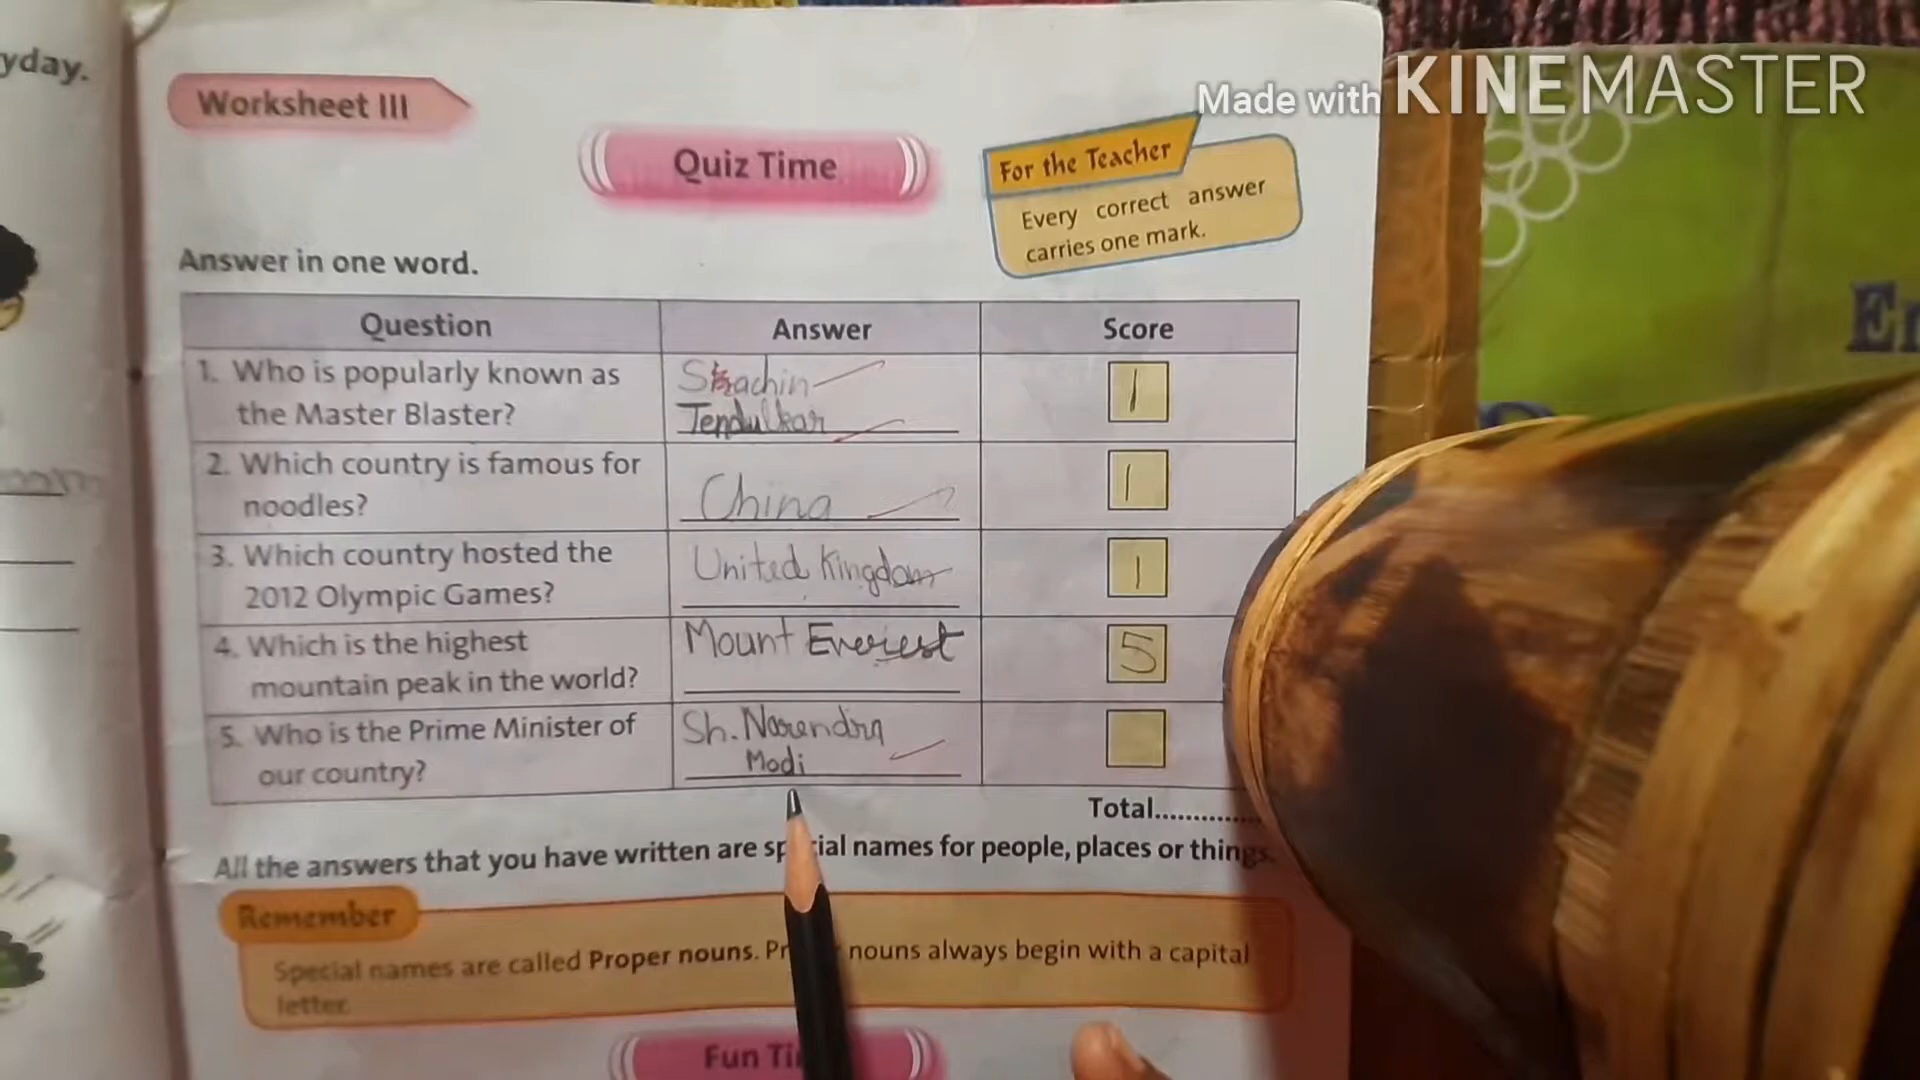 yday.
Made with KINEMASTER
Worksheet III
Quiz Time
For the Teacher
Every correct answer
carries one mark.
Answer in one word.
Question Answer Score
1. Who is popularly known as
the Master Blaster?
Sachin
Tendulkar
1
2. Which country is famous for
noodles?
China
1
3. Which country hosted the
2012 Olympic Games?
United Kingdom
1
4. Which is the highest
mountain peak in the world?
Mount Everest
5
5. Who is the Prime Minister of
our country?
Sh. Narendra
Modi
Total.............
All the answers that you have written are special names for people, places or things.
Remember
Special names are called Proper nouns. Pr nouns always begin with a capital
letter.
Fun Ti
En